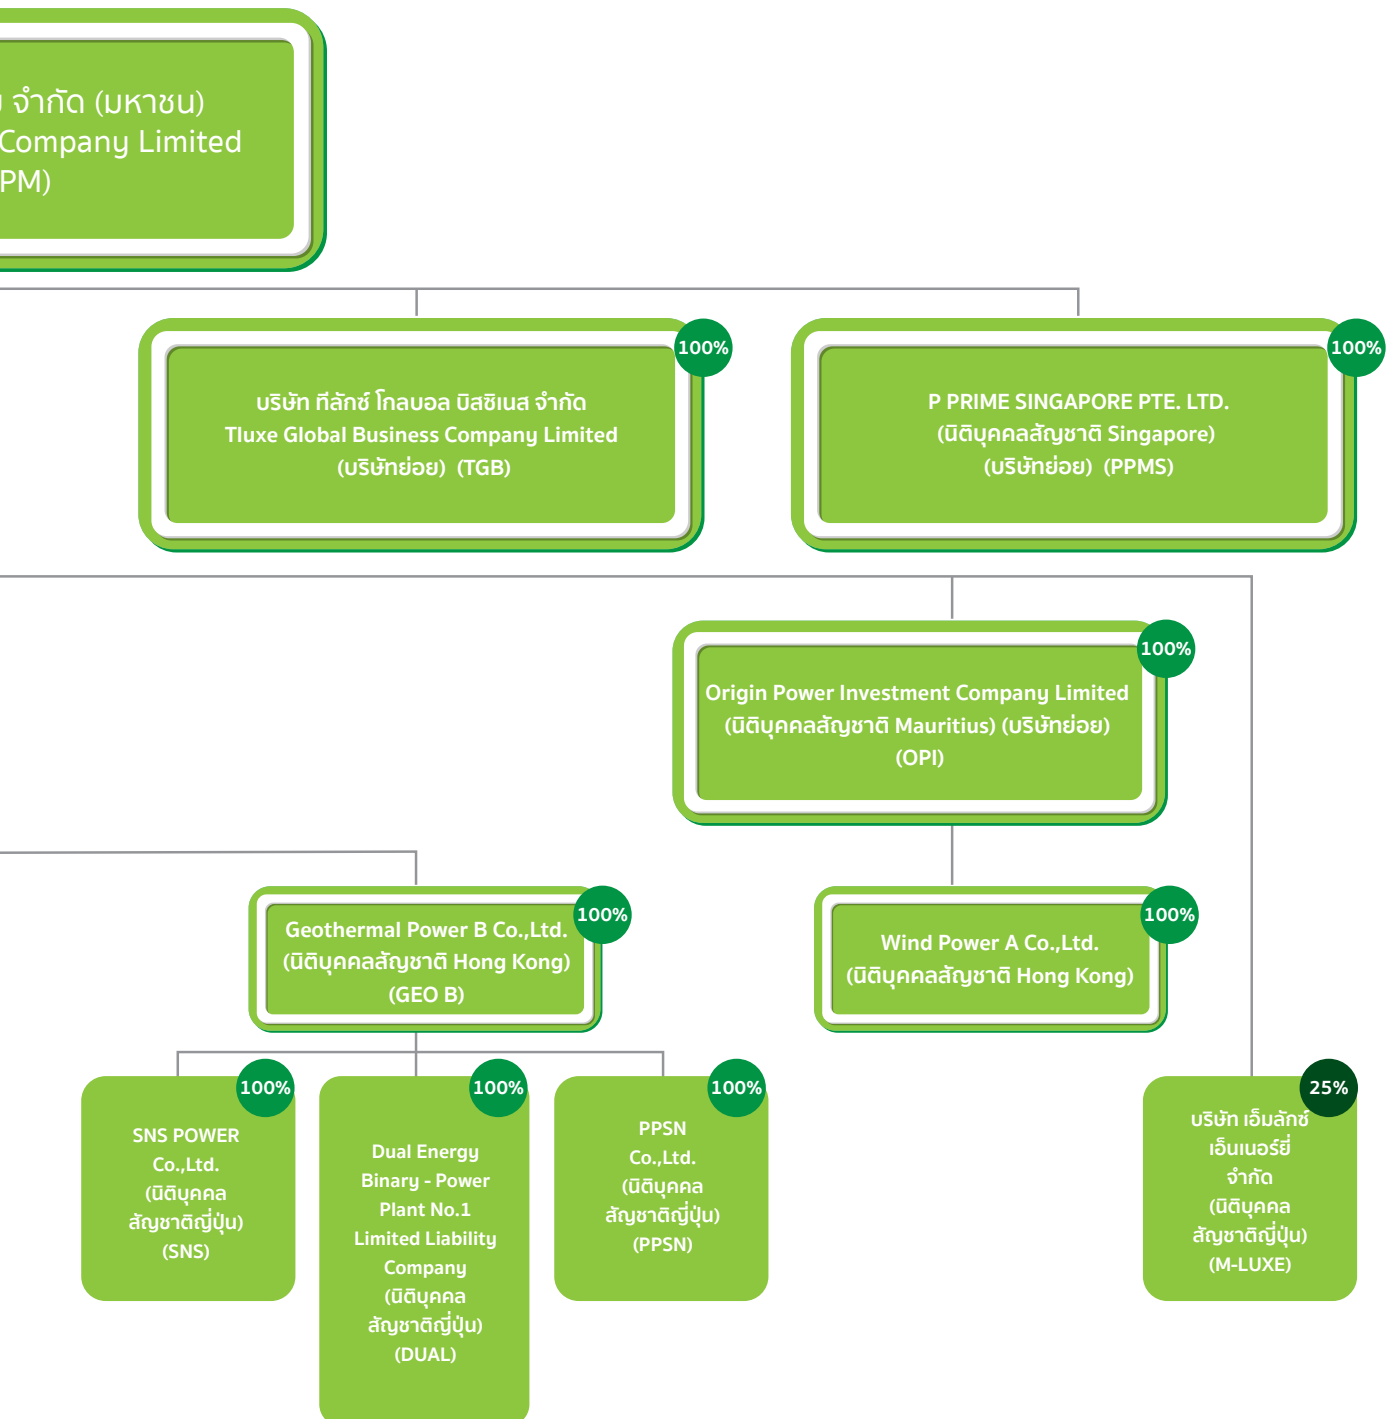 จำกัด (มหาชน)
Company Limited
PM)
100%
บริษัท ทีลักซ์ โกลบอล บิสซิเนส จำกัด
Tluxe Global Business Company Limited
(บริษัทย่อย) (TGB)
100%
P PRIME SINGAPORE PTE. LTD.
(นิติบุคคลสัญชาติ Singapore)
(บริษัทย่อย) (PPMS)
100%
Origin Power Investment Company Limited
(นิติบุคคลสัญชาติ Mauritius) (บริษัทย่อย)
(OPI)
100%
Geothermal Power B Co.,Ltd.
(นิติบุคคลสัญชาติ Hong Kong)
(GEO B)
100%
Wind Power A Co.,Ltd.
(นิติบุคคลสัญชาติ Hong Kong)
100%
SNS POWER
Co.,Ltd.
(นิติบุคคล
สัญชาติญี่ปุ่น)
(SNS)
100%
Dual Energy
Binary - Power
Plant No.1
Limited Liability
Company
(นิติบุคคล
สัญชาติญี่ปุ่น)
(DUAL)
100%
PPSN
Co.,Ltd.
(นิติบุคคล
สัญชาติญี่ปุ่น)
(PPSN)
25%
บริษัท เอ็มลักซ์
เอ็นเนอร์ยี่
จำกัด
(นิติบุคคล
สัญชาติญี่ปุ่น)
(M-LUXE)